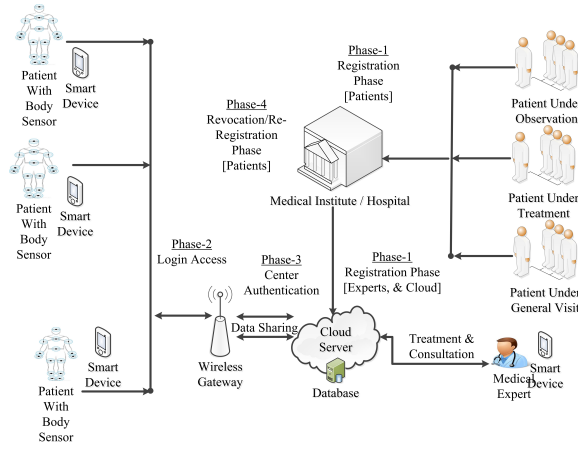 Patient
With
Body
Sensor
Smart
Device
Patient
With
Body
Sensor
Smart
Device
Patient
With
Body
Sensor
Smart
Device
Phase-1
Registration
Phase
[Patients]
Phase-4
Revocation/Re-
Registration
Phase
[Patients]
Medical Institute / Hospital
Patient Under
Observation
Patient Under
Treatment
Patient Under
General Visit
Phase-2
Login Access
Phase-3
Center
Authentication
Phase-1
Registration Phase
[Experts, & Cloud]
Data Sharing
Wireless
Gateway
Cloud
Server
Database
Treatment &
Consultation
Medical
Expert
Smart
Device